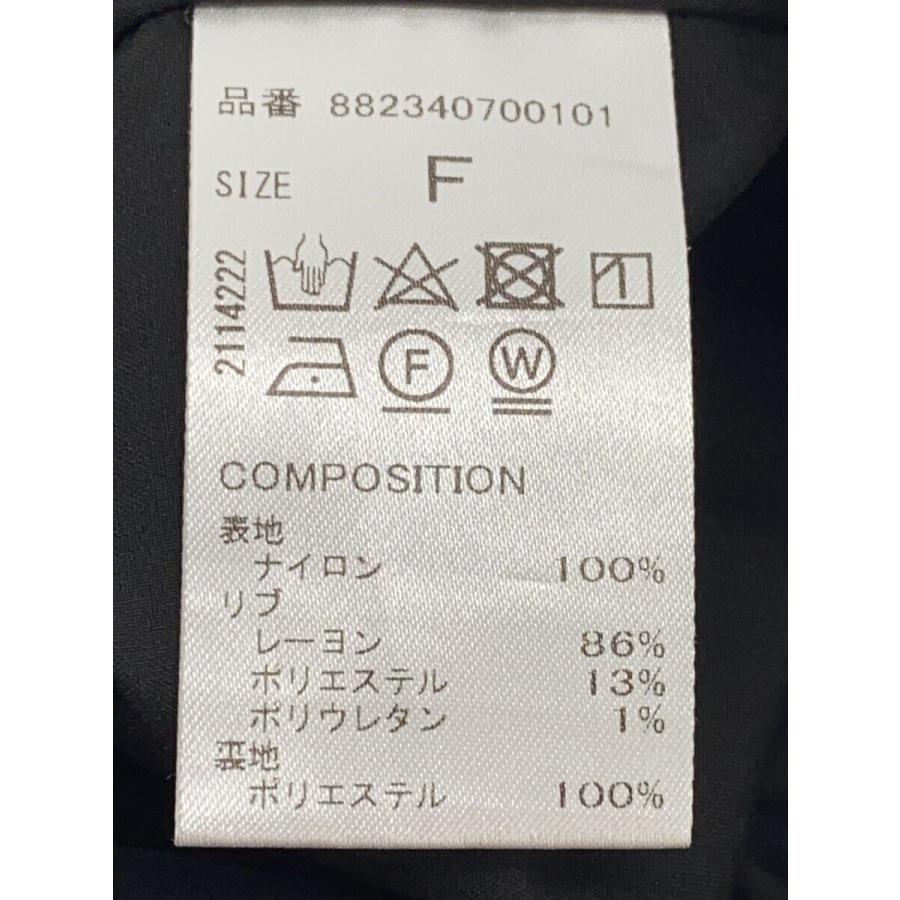 品番 882340700101
SIZE F
2114222
F W
COMPOSITION
表地
ナイロン 100%
リブ
レーヨン 86%
ポリエステル 13%
ポリウレタン 1%
裏地
ポリエステル 100%